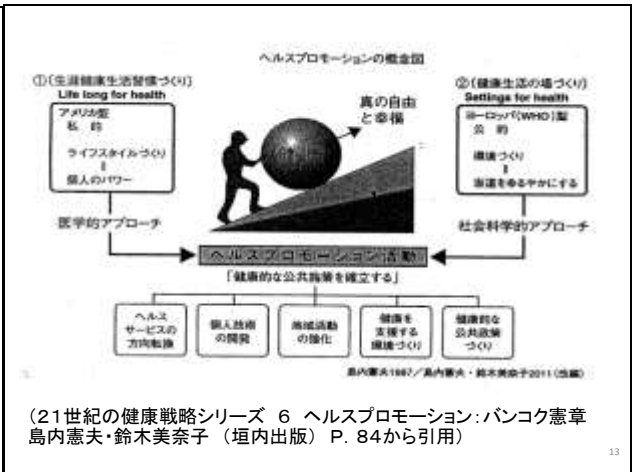 ヘルスプロモーションの概念図
①〔生涯健康生活習慣づくり〕
Life long for health
アメリカ型
私 的
ライフスタイルづくり
||
個人のパワー
医学的アプローチ
真の自由
と幸福
②〔健康生活の場づくり〕
Settings for health
ヨーロッパ(WHO)型
公 的
環境づくり
||
坂道をゆるやかにする
社会科学的アプローチ
ヘルスプロモーション活動
「健康的な公共施策を確立する」
ヘルス
サービスの
方向転換
個人技術
の開発
地域活動
の強化
健康を
支援する
環境づくり
健康的な
公共政策
づくり
島内憲夫1987/島内憲夫・鈴木美奈子2011(改編)
(21世紀の健康戦略シリーズ 6 ヘルスプロモーション:バンコク憲章
島内憲夫・鈴木美奈子 (垣内出版) P.84から引用)
13